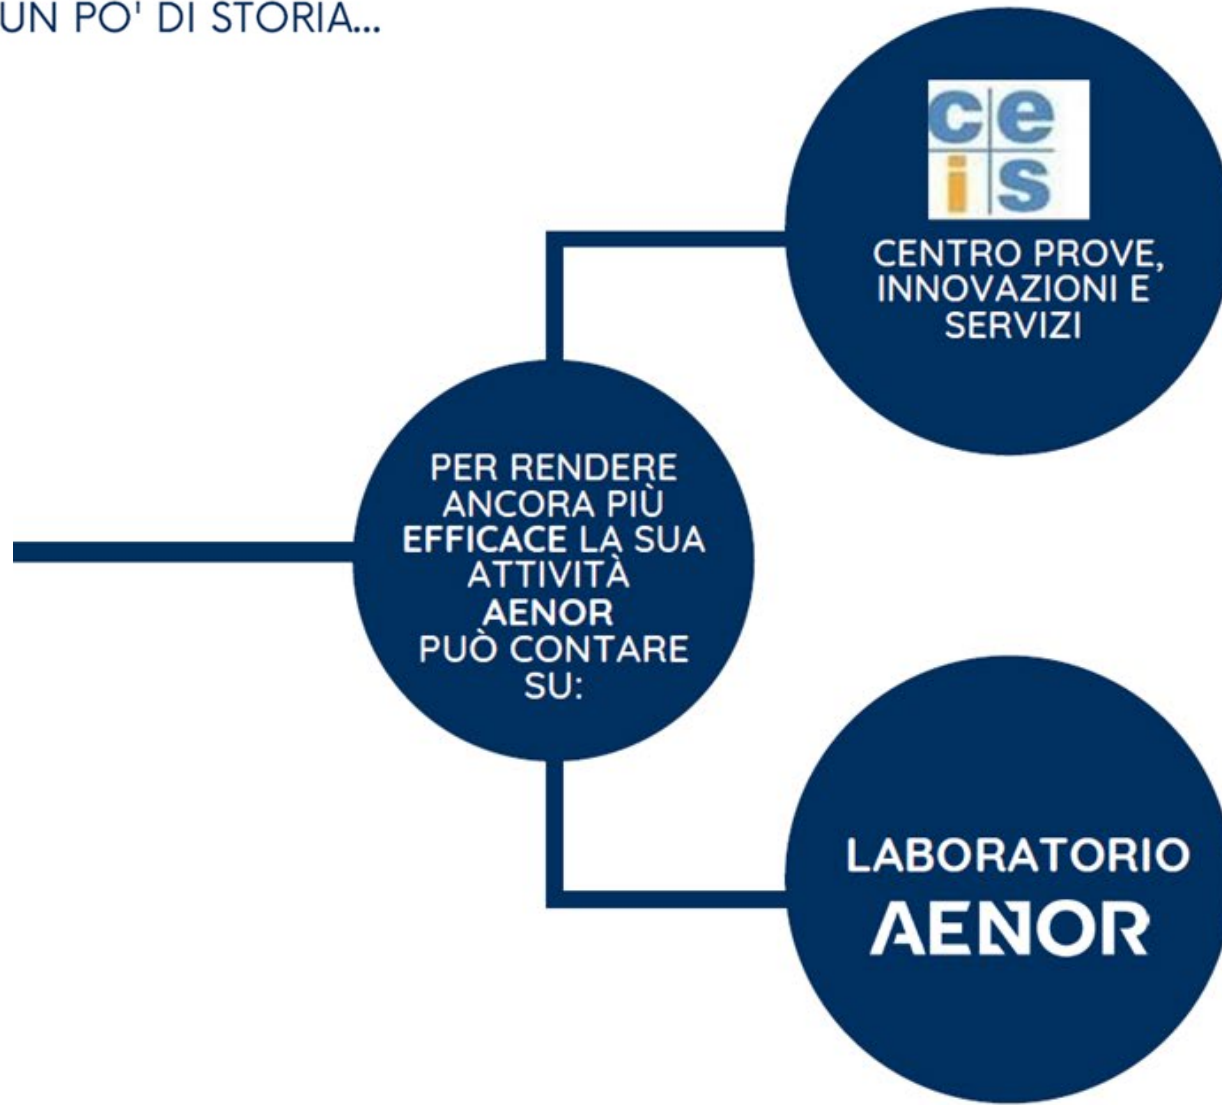 UN PO' DI STORIA...
ce
is
CENTRO PROVE,
INNOVAZIONI E
SERVIZI
PER RENDERE
ANCORA PIÙ
EFFICACE LA SUA
ATTIVITÀ
AENOR
PUÒ CONTARE
SU:
LABORATORIO
AENOR